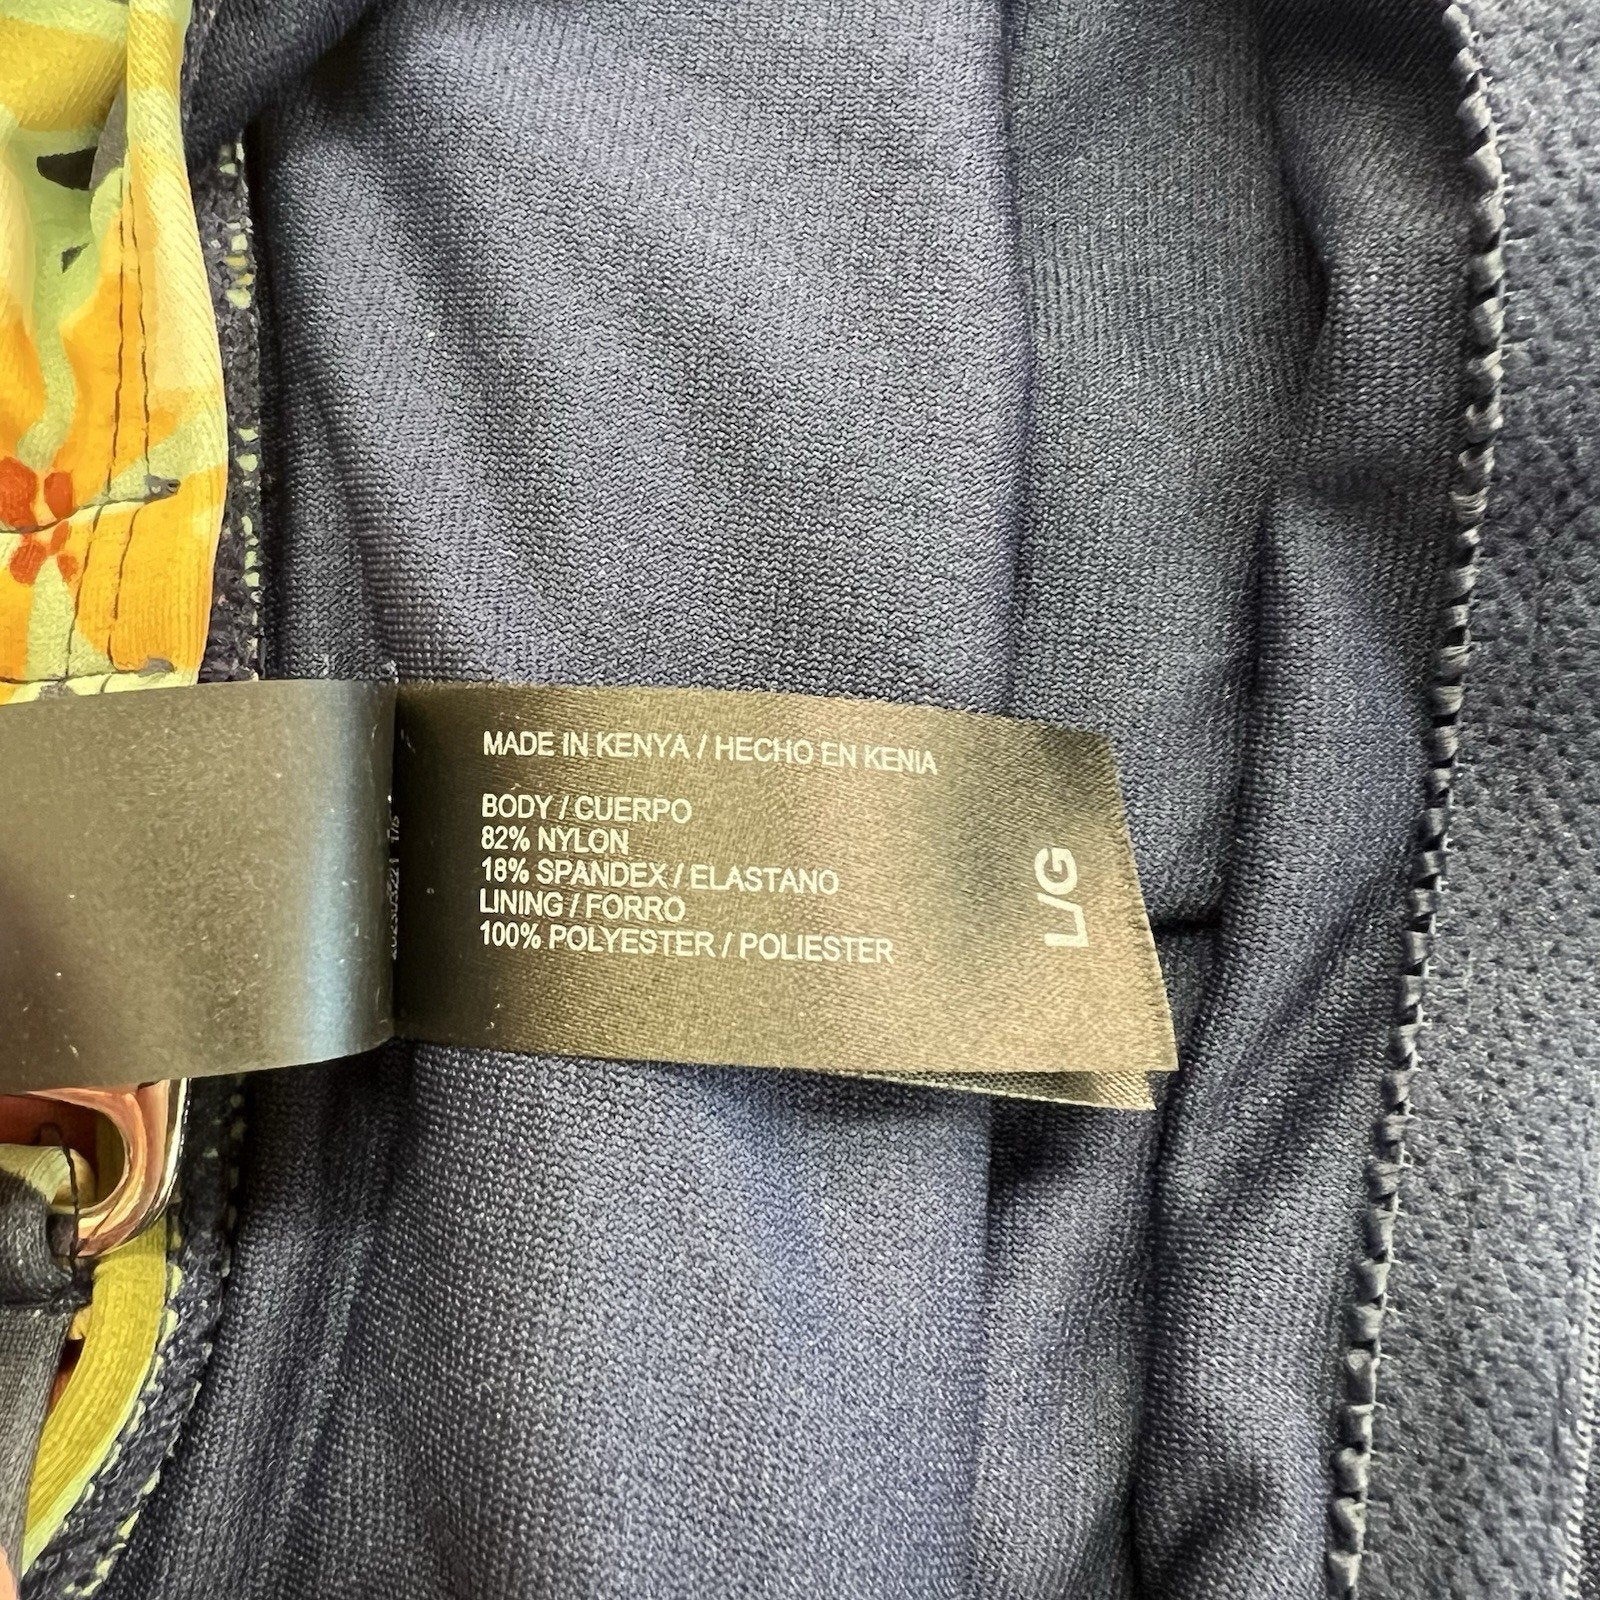 MADE IN KENYA / HECHO EN KENIA
BODY / CUERPO
82% NYLON
18% SPANDEX / ELASTANO
LINING / FORRO
100% POLYESTER / POLIESTER
L/G